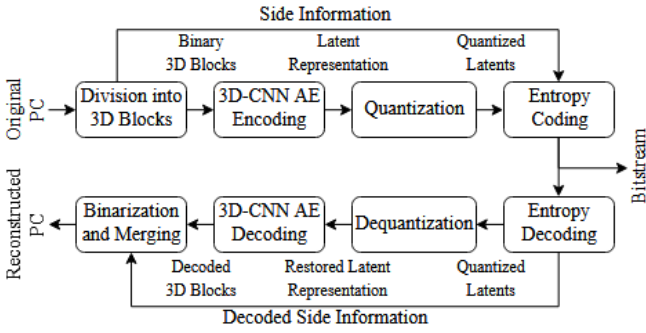 Side Information
Binary
3D Blocks
Latent
Representation
Quantized
Latents
Original
PC
Division into
3D Blocks
3D-CNN AE
Encoding
Quantization
Entropy
Coding
Bitstream
Reconstructed
PC
Binarization
and Merging
3D-CNN AE
Decoding
Dequantization
Entropy
Decoding
Decoded
3D Blocks
Restored Latent
Representation
Quantized
Latents
Decoded Side Information